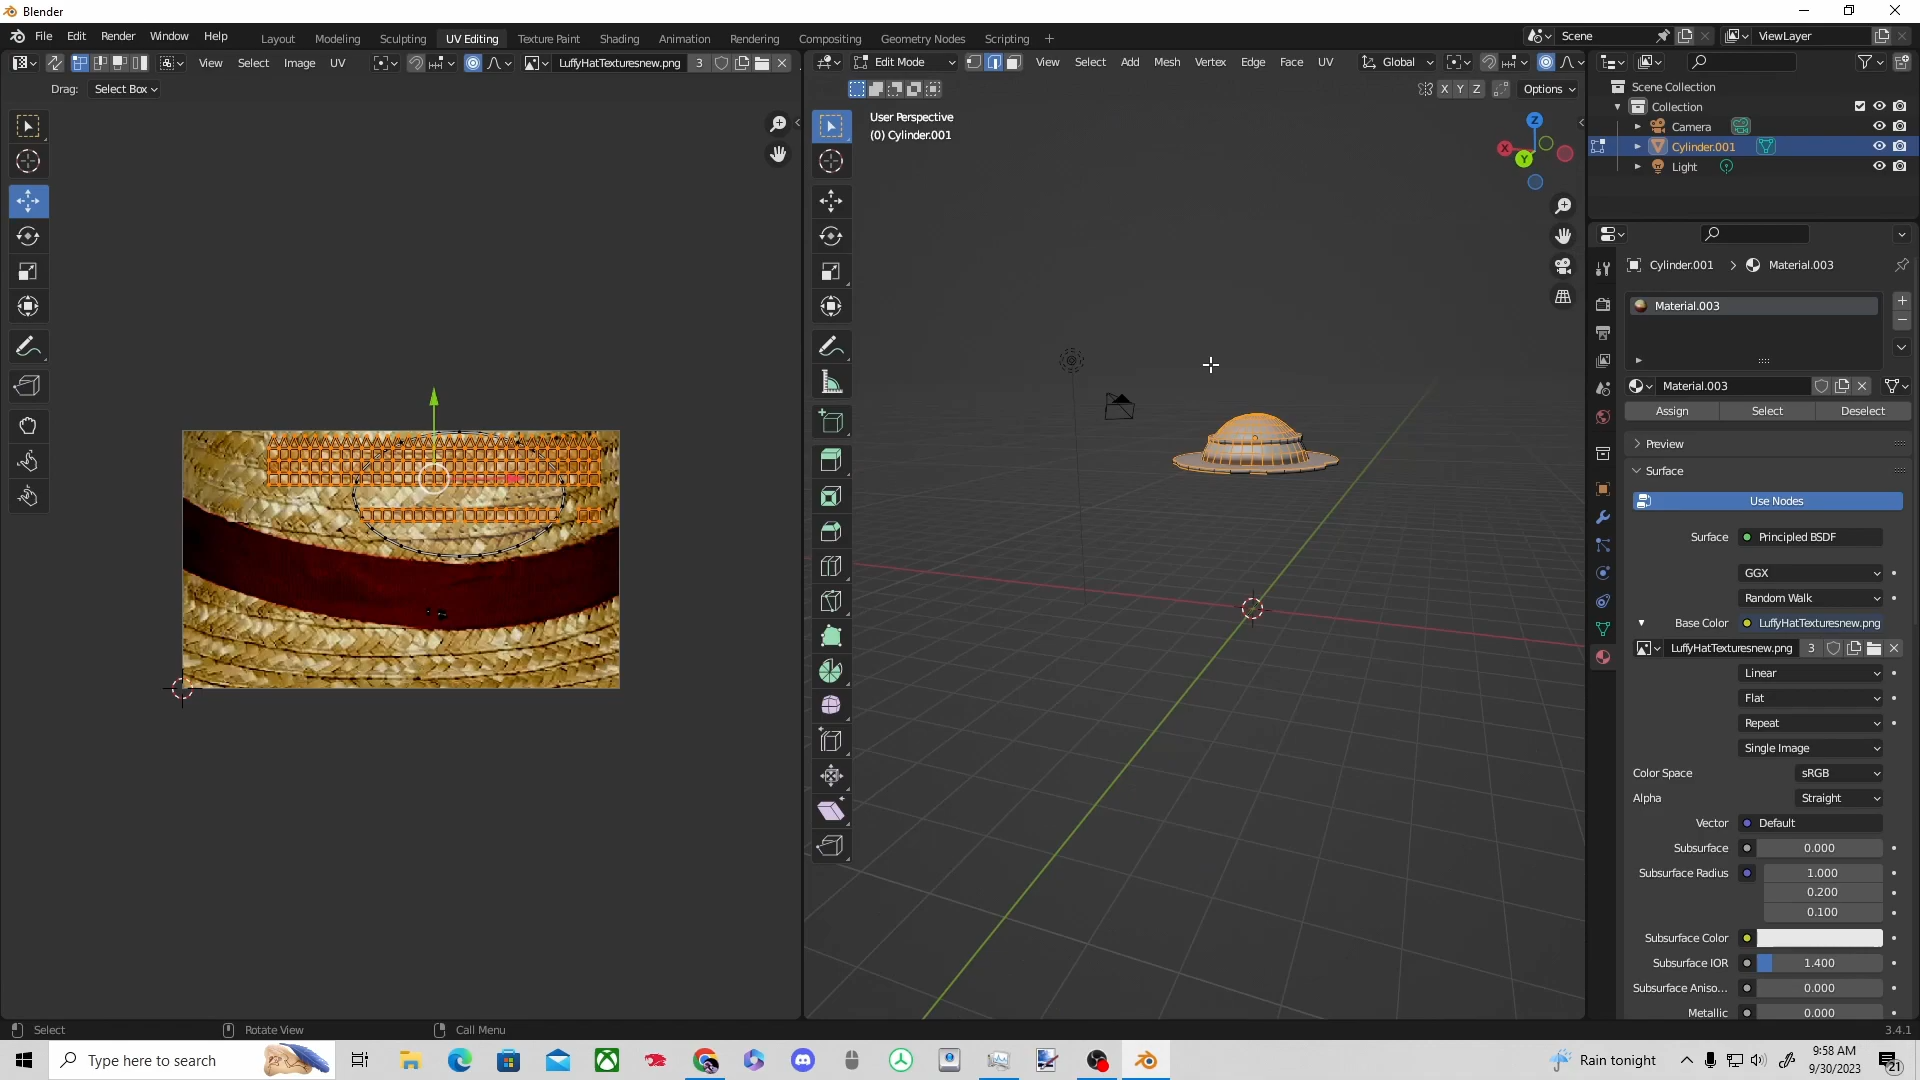 Blender
File Edit Render Window Help
Layout Modeling Sculpting UV Editing Texture Paint Shading Animation Rendering Compositing Geometry Nodes Scripting +
Scene
ViewLayer
View Select Image UV
LuffyHatTexturesnew.png 3
Edit Mode
View Select Add Mesh Vertex Edge Face UV
Global
Drag: Select Box
X Y Z
Options
User Perspective
(0) Cylinder.001
Z
X
Y
Scene Collection
Collection
Camera
Cylinder.001
Light
Cylinder.001 > Material.003
Material.003
Material.003
Assign Select Deselect
Preview
Surface
Use Nodes
Surface Principled BSDF
GGX
Random Walk
Base Color LuffyHatTexturesnew.png
LuffyHatTexturesnew.png 3
Linear
Flat
Repeat
Single Image
Color Space sRGB
Alpha Straight
Vector Default
Subsurface 0.000
Subsurface Radius 1.000
0.200
0.100
Subsurface Color
Subsurface IOR 1.400
Subsurface Aniso... 0.000
Metallic 0.000
Select Rotate View Call Menu
3.4.1
Type here to search
Rain tonight
9:58 AM
9/30/2023
21